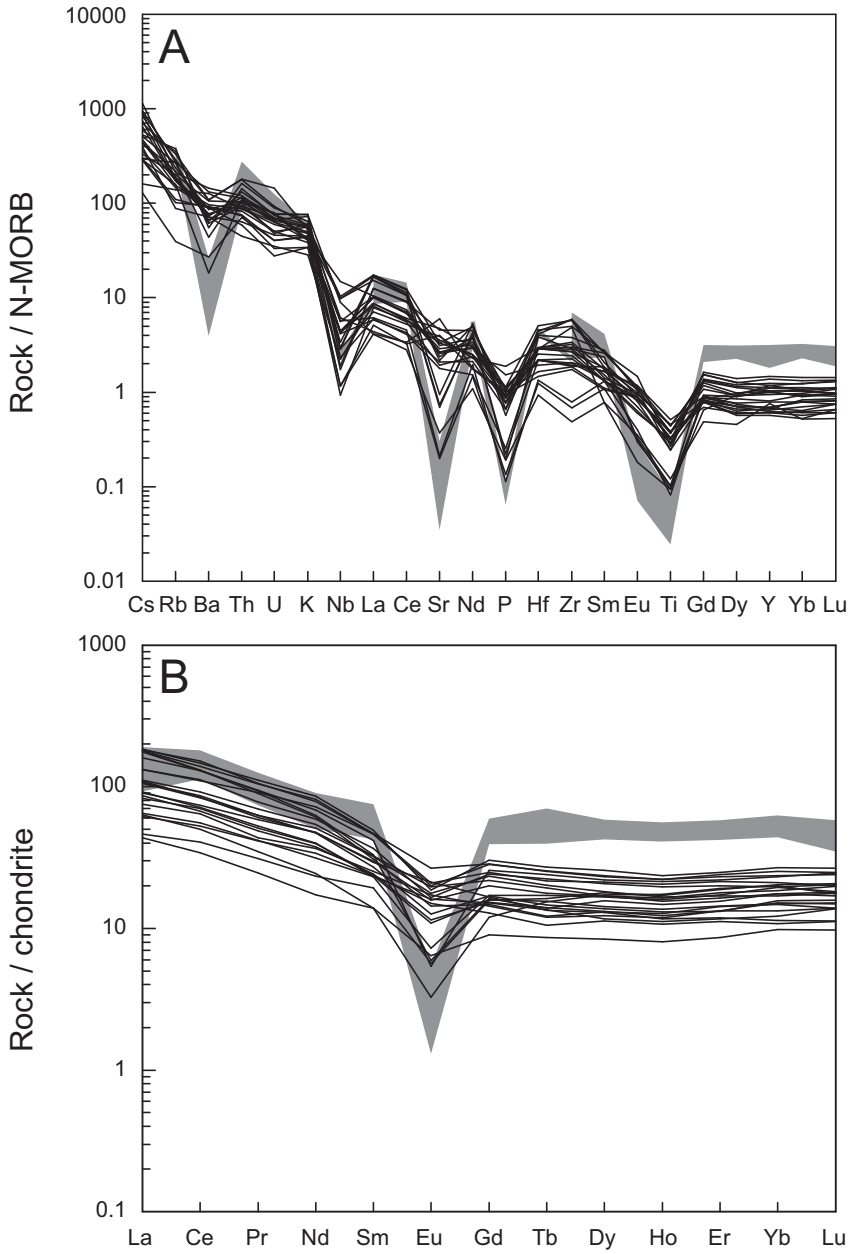 A
Rock / N-MORB
10000
1000
100
10
1
0.1
0.01
Cs Rb Ba Th U K Nb La Ce Sr Nd P Hf Zr Sm Eu Ti Gd Dy Y Yb Lu
B
Rock / chondrite
1000
100
10
1
0.1
La Ce Pr Nd Sm Eu Gd Tb Dy Ho Er Yb Lu